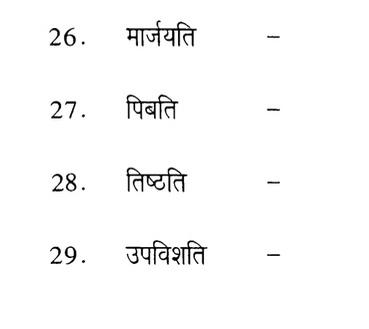 26. मार्जयति –
27. पिबति –
28. तिष्ठति –
29. उपविशति –